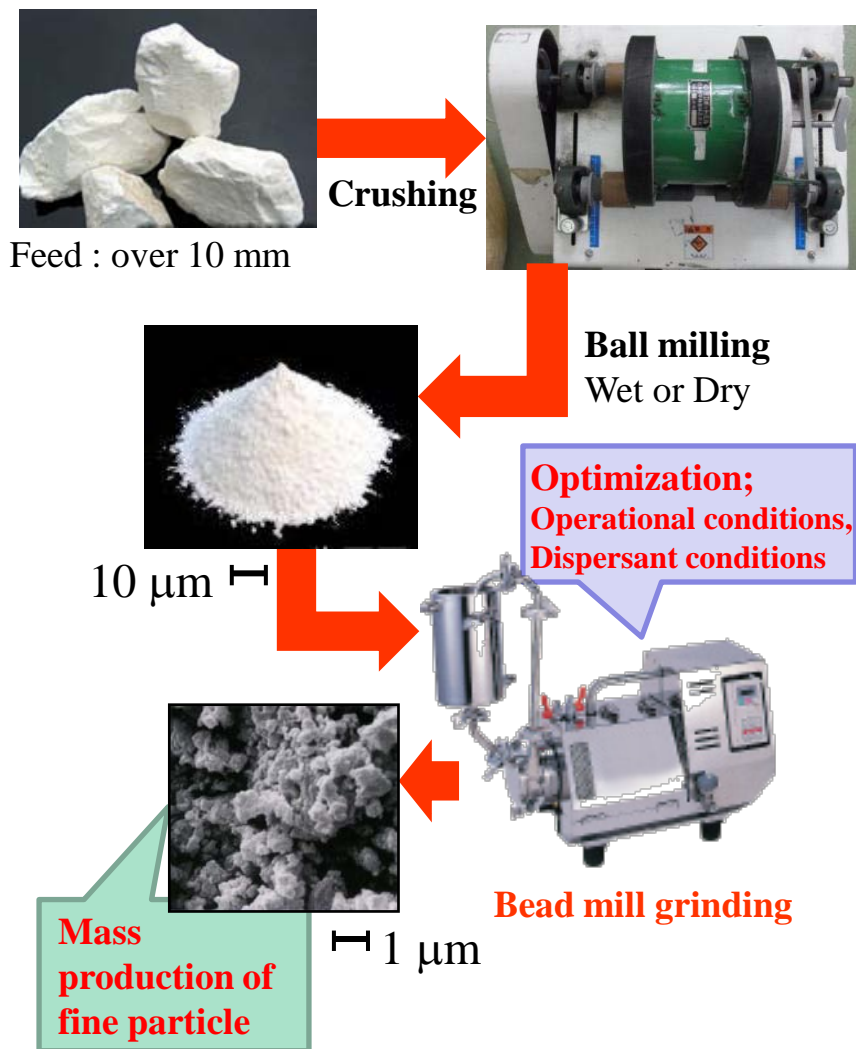 Crushing
Feed : over 10 mm
Ball milling
Wet or Dry
Optimization;
Operational conditions,
Dispersant conditions
10 μm
Bead mill grinding
1 μm
Mass
production of
fine particle